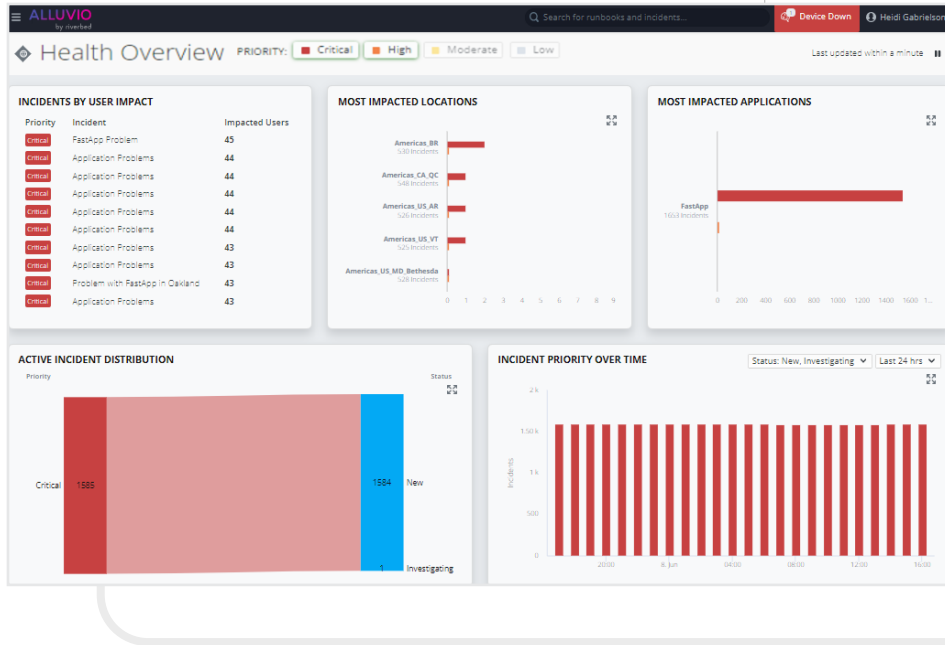 ALLUVIO
by riverbed
Search for runbooks and incidents...
1
Device Down
Heidi Gabrielson
Health Overview
PRIORITY: Critical High Moderate Low
Last updated within a minute
INCIDENTS BY USER IMPACT
Priority Incident Impacted Users
Critical FastApp Problem 45
Critical Application Problems 44
Critical Application Problems 44
Critical Application Problems 44
Critical Application Problems 44
Critical Application Problems 44
Critical Application Problems 43
Critical Application Problems 43
Critical Problem with FastApp in Oakland 43
Critical Application Problems 43
MOST IMPACTED LOCATIONS
Americas_BR
530 Incidents
Americas_CA_QC
548 Incidents
Americas_US_AR
526 Incidents
Americas_US_VT
525 Incidents
Americas_US_MD_Bethesda
528 Incidents
0 1 2 3 4 5 6 7 8 9
MOST IMPACTED APPLICATIONS
FastApp
1653 Incidents
0 200 400 600 800 1000 1200 1400 1600 1...
ACTIVE INCIDENT DISTRIBUTION
Priority Status
Critical 1585 1584 New
1 Investigating
INCIDENT PRIORITY OVER TIME
Status: New, Investigating Last 24 hrs
2 k
1.50 k
1 k
500
0
Incidents
20:00 8. Jun 04:00 08:00 12:00 16:00